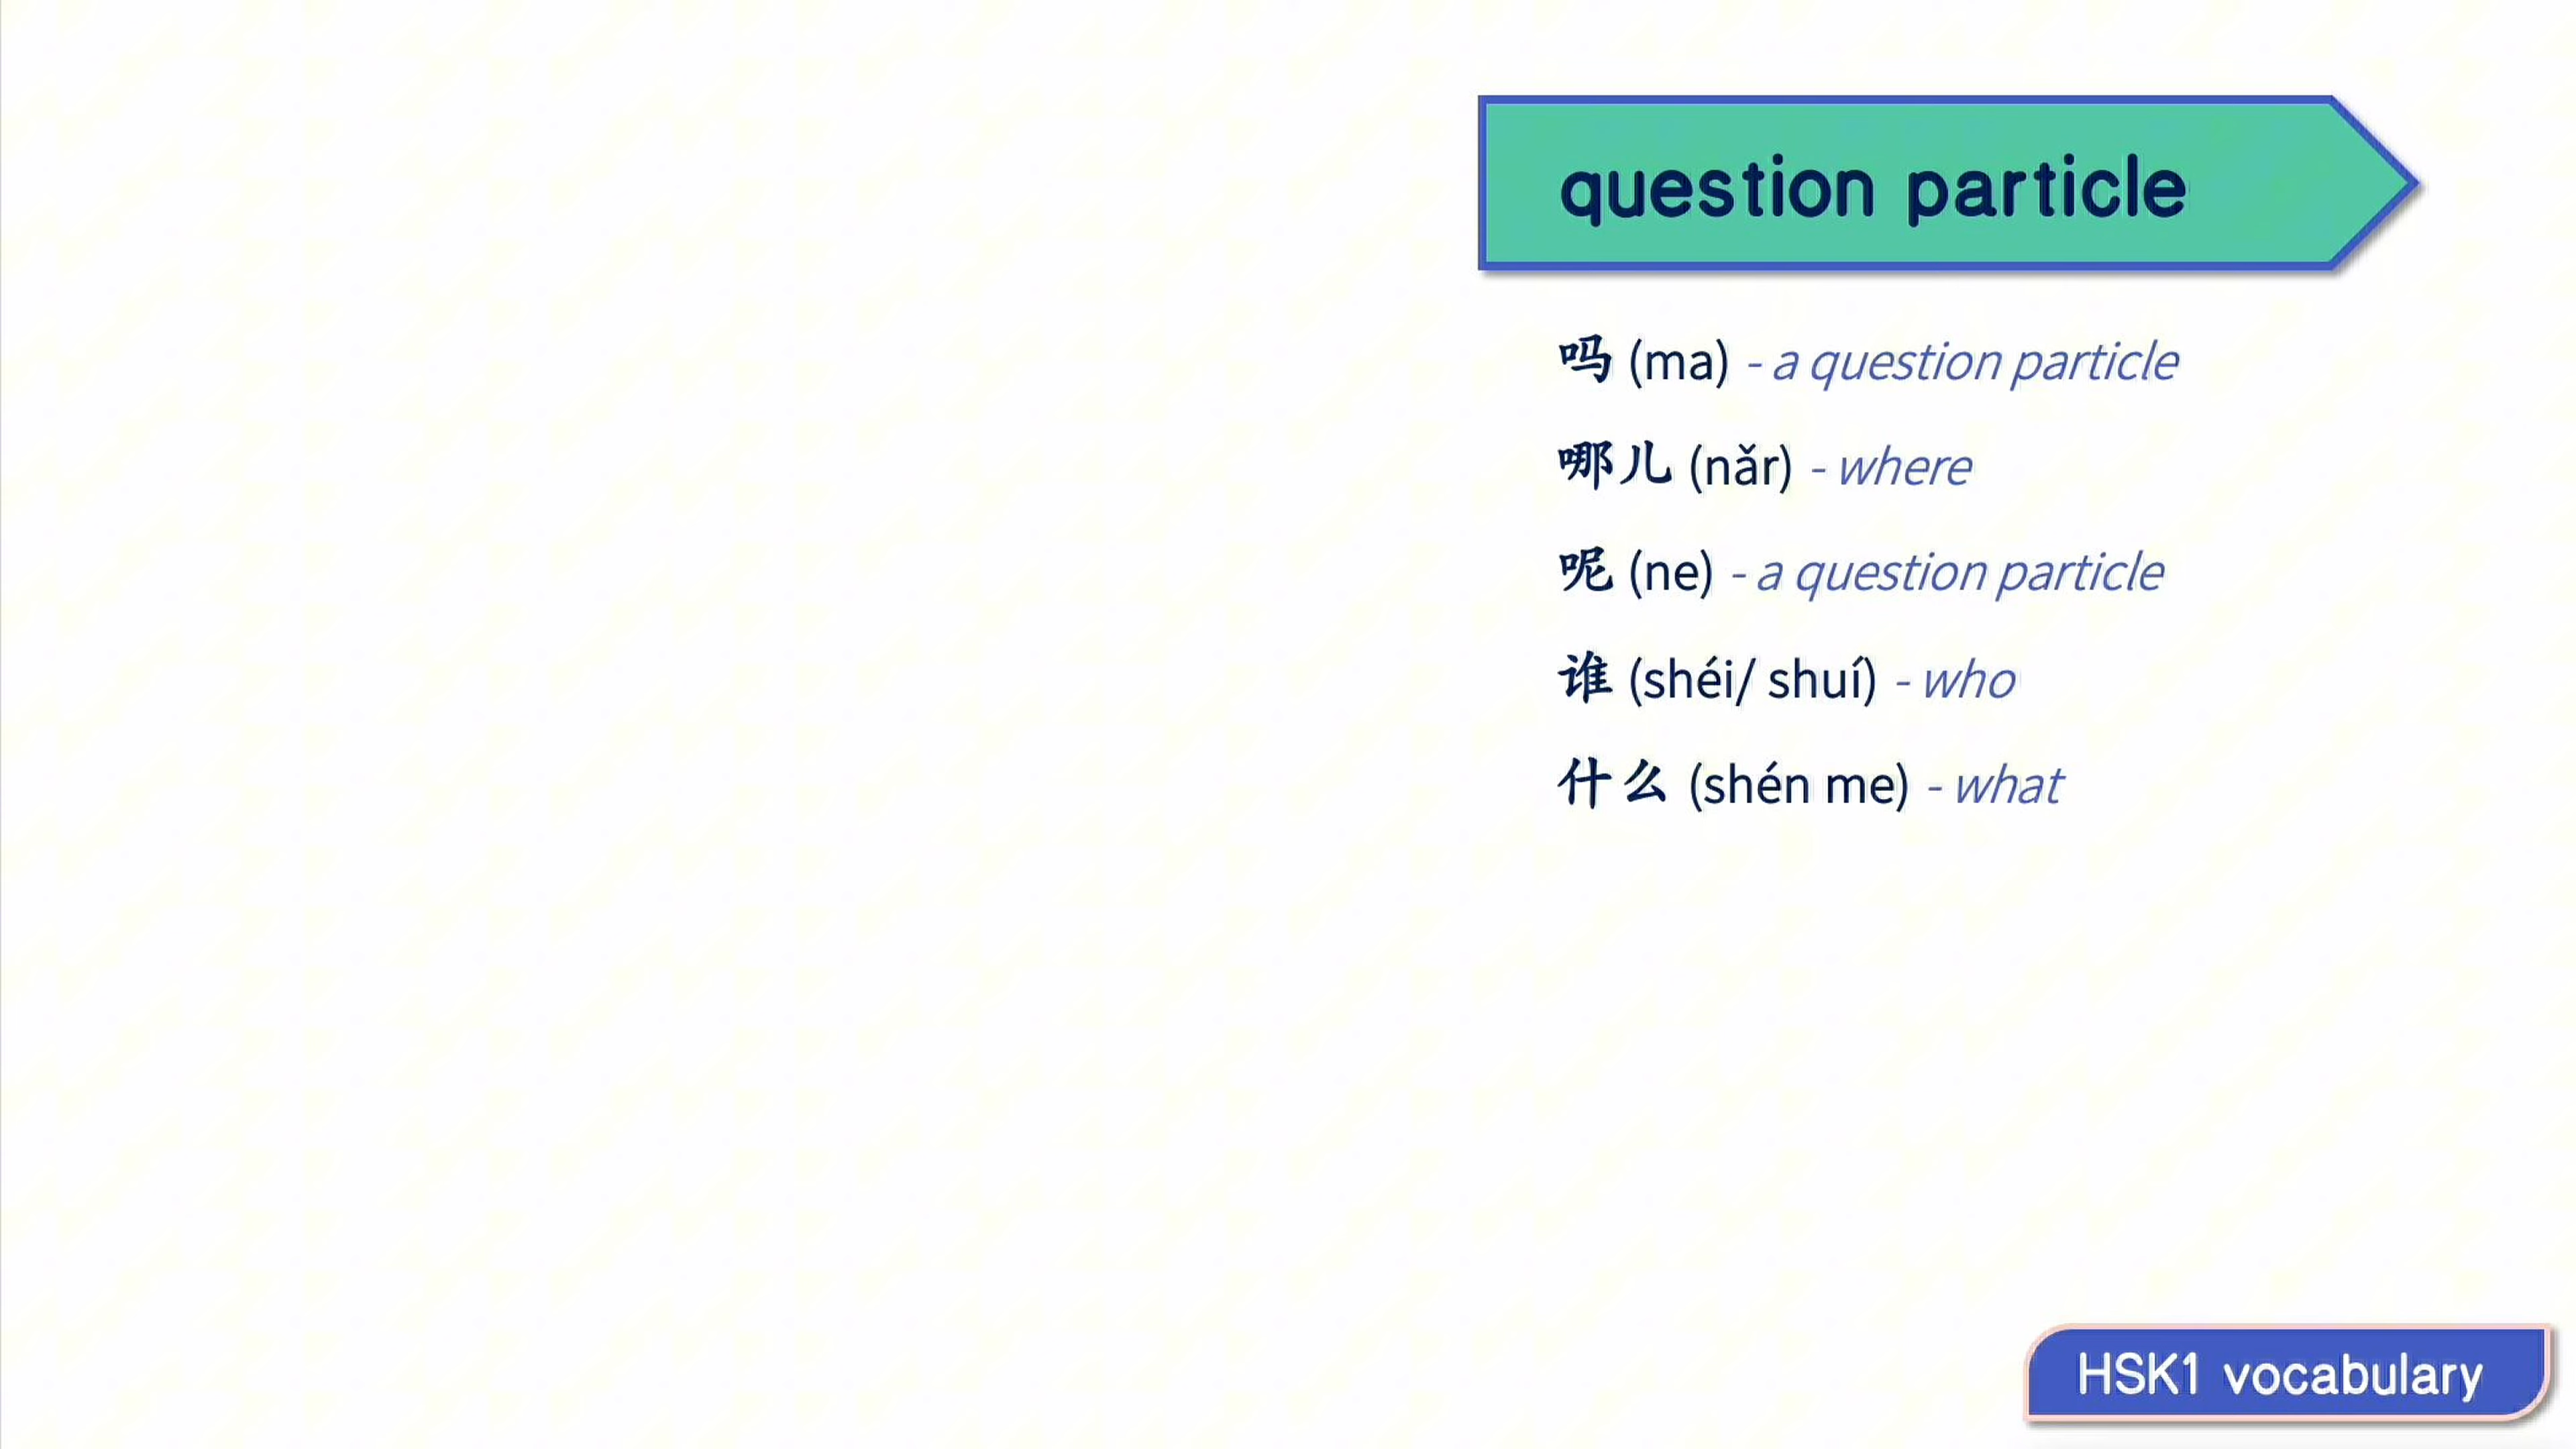 question particle
吗 (ma) - a question particle
哪儿 (nǎr) - where
呢 (ne) - a question particle
谁 (shéi/ shuí) - who
什么 (shén me) - what
HSK1 vocabulary